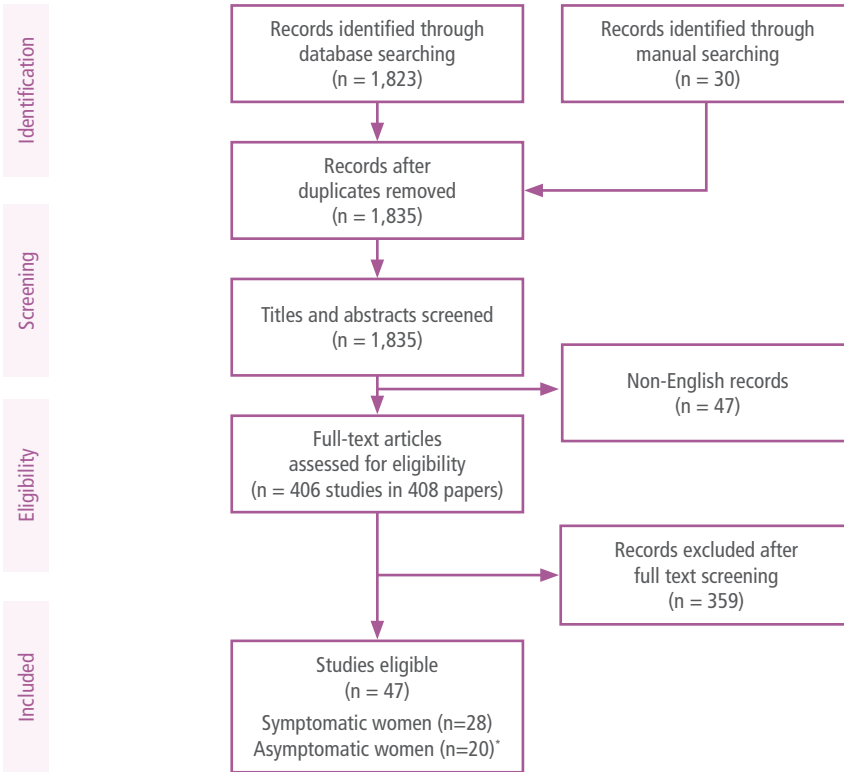 Identification
Records identified through
database searching
(n = 1,823)
Records identified through
manual searching
(n = 30)
Records after
duplicates removed
(n = 1,835)
Screening
Titles and abstracts screened
(n = 1,835)
Non-English records
(n = 47)
Eligibility
Full-text articles
assessed for eligibility
(n = 406 studies in 408 papers)
Records excluded after
full text screening
(n = 359)
Included
Studies eligible
(n = 47)
Symptomatic women (n=28)
Asymptomatic women (n=20)*